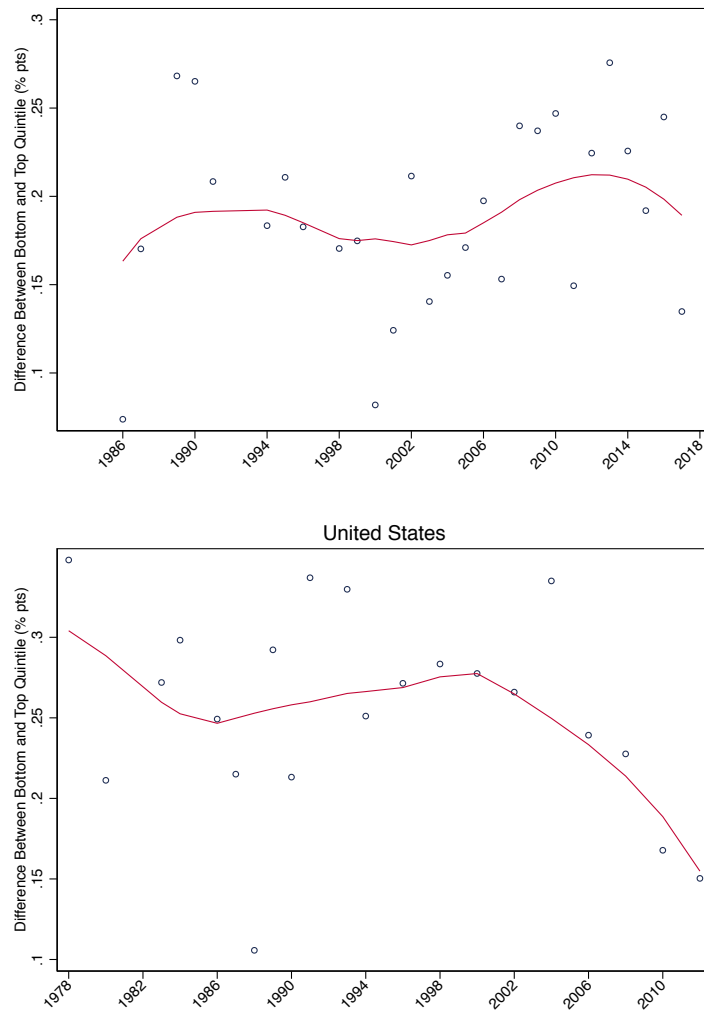 Difference Between Bottom and Top Quintile (% pts)
.3
.25
.2
.15
.1
1986 1990 1994 1998 2002 2006 2010 2014 2018
United States
Difference Between Bottom and Top Quintile (% pts)
.3
.25
.2
.15
.1
1978 1982 1986 1990 1994 1998 2002 2006 2010